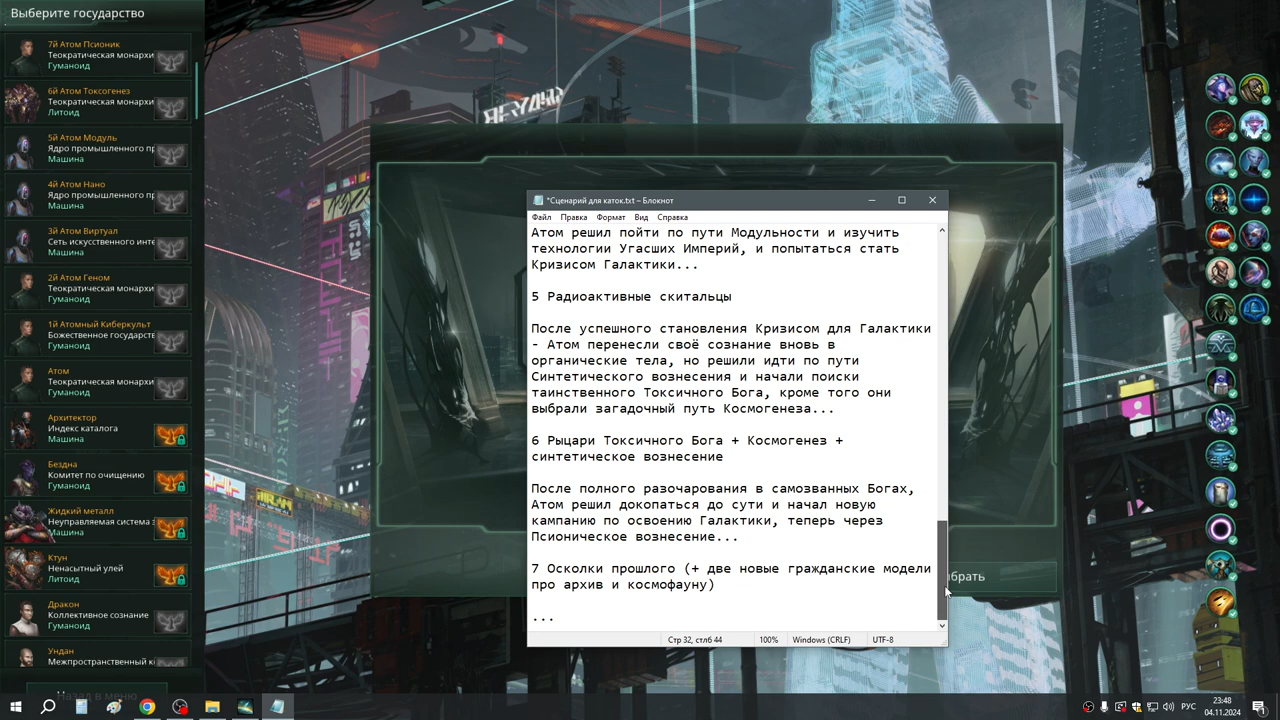 Выберите государство
7й Атом Псионик
Теократическая монархи
Гуманоид
6й Атом Токсогенез
Теократическая монархи
Литоид
5й Атом Модуль
Ядро промышленного пр
Машина
4й Атом Нано
Ядро промышленного пр
Машина
3й Атом Виртуал
Сеть искусственного инте
Машина
2й Атом Геном
Теократическая монархи
Гуманоид
1й Атомный Киберкульт
Божественное государств
Гуманоид
Атом
Теократическая монархи
Гуманоид
Архитектор
Индекс каталога
Машина
Бездна
Комитет по очищению
Гуманоид
Жидкий металл
Неуправляемая система з
Машина
Ктун
Ненасытный улей
Литоид
Дракон
Коллективное сознание
Гуманоид
Ундан
Межпространственный к
Назад в меню
BEYOND
*Сценарий для каток.txt – Блокнот
Файл Правка Формат Вид Справка
Атом решил пойти по пути Модульности и изучить
технологии Угасших Империй, и попытаться стать
Кризисом Галактики...
5 Радиоактивные скитальцы
После успешного становления Кризисом для Галактики
- Атом перенесли своё сознание вновь в
органические тела, но решили идти по пути
Синтетического вознесения и начали поиски
таинственного Токсичного Бога, кроме того они
выбрали загадочный путь Космогенеза...
6 Рыцари Токсичного Бога + Космогенез +
синтетическое вознесение
После полного разочарования в самозванных Богах,
Атом решил докопаться до сути и начал новую
кампанию по освоению Галактики, теперь через
Псионическое вознесение...
7 Осколки прошлого (+ две новые гражданские модели
про архив и космофауну)
...
Стр 32, стлб 44 100% Windows (CRLF) UTF-8
брать
РУС
23:48
04.11.2024
1